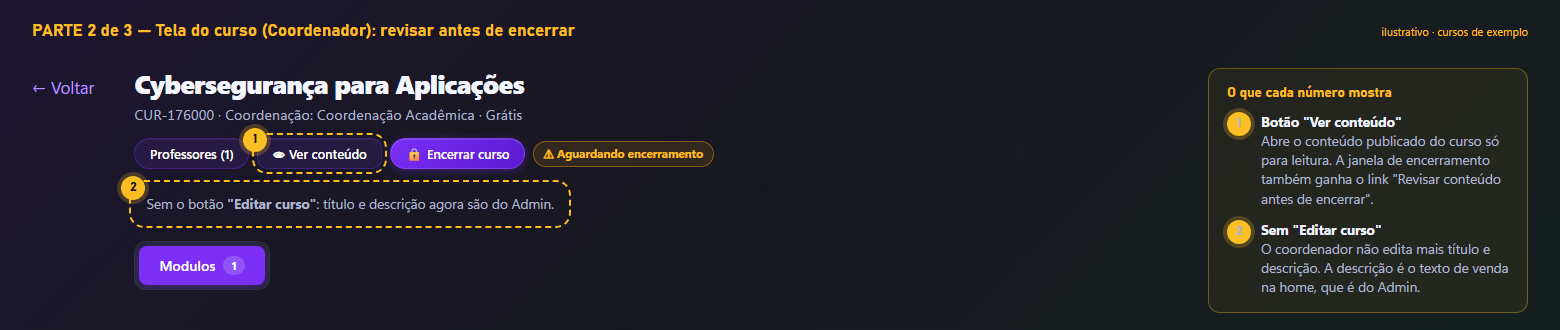 PARTE 2 de 3 — Tela do curso (Coordenador): revisar antes de encerrar
ilustrativo · cursos de exemplo
← Voltar
Cybersegurança para Aplicações
CUR-176000 · Coordenação: Coordenação Acadêmica · Grátis
1
Professores (1)
Ver conteúdo
Encerrar curso
Aguardando encerramento
2
Sem o botão "Editar curso": título e descrição agora são do Admin.
Modulos 1
O que cada número mostra
1
Botão "Ver conteúdo"
Abre o conteúdo publicado do curso só
para leitura. A janela de encerramento
também ganha o link "Revisar conteúdo
antes de encerrar".
2
Sem "Editar curso"
O coordenador não edita mais título e
descrição. A descrição é o texto de venda
na home, que é do Admin.